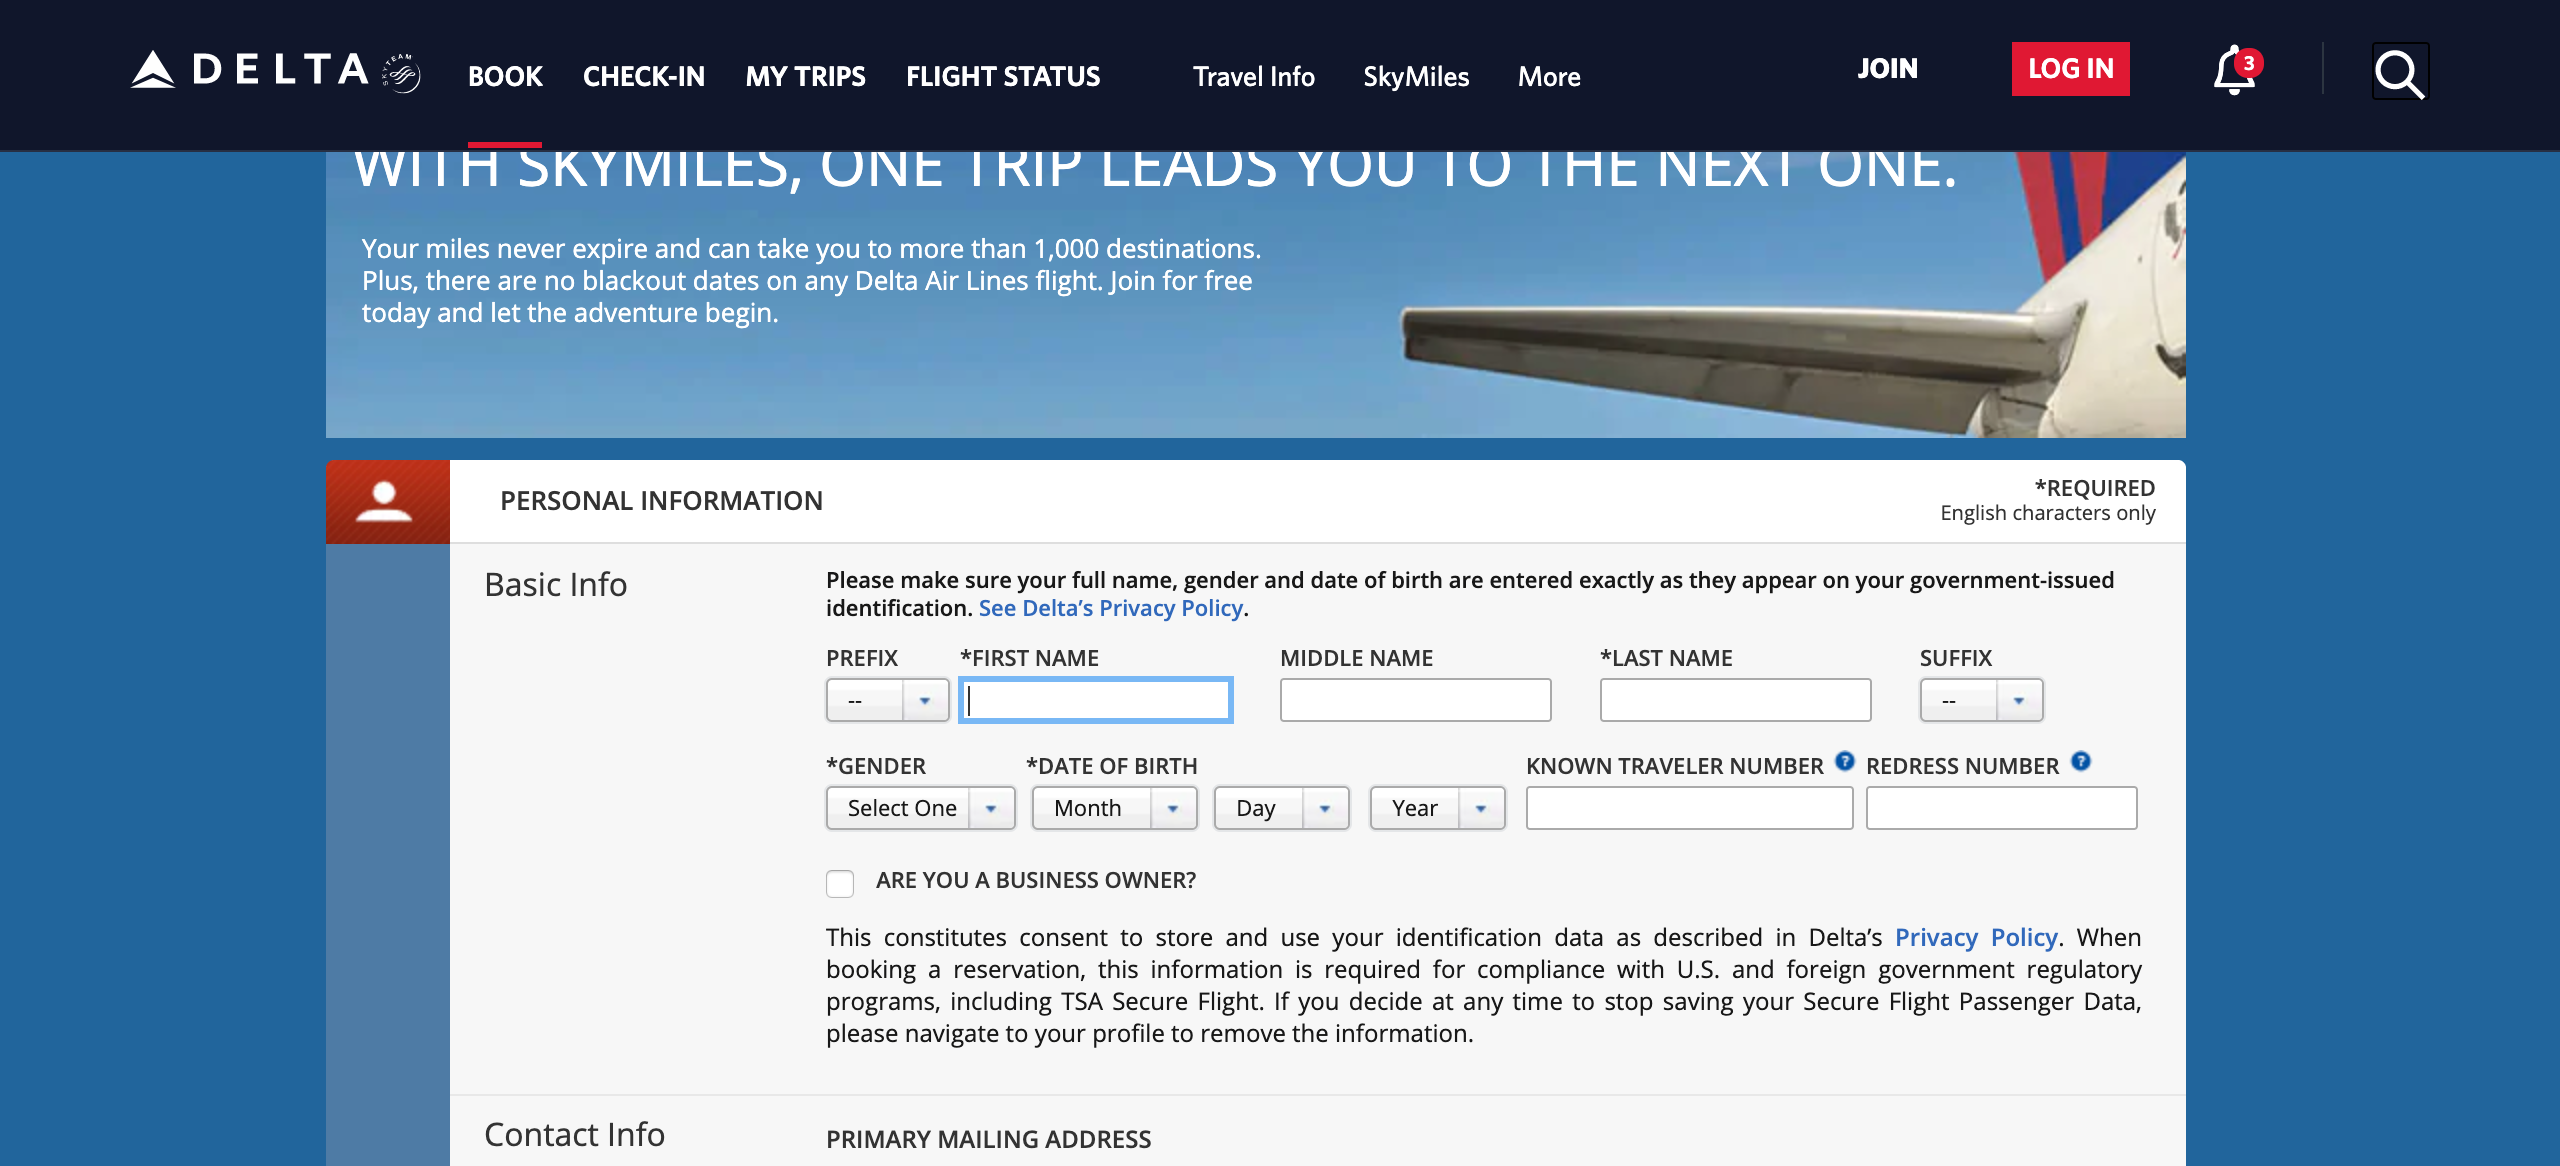 DELTA SKYTEAM
BOOK CHECK-IN MY TRIPS FLIGHT STATUS Travel Info SkyMiles More JOIN LOG IN 3
WITH SKYMILES, ONE TRIP LEADS YOU TO THE NEXT ONE.
Your miles never expire and can take you to more than 1,000 destinations.
Plus, there are no blackout dates on any Delta Air Lines flight. Join for free
today and let the adventure begin.
PERSONAL INFORMATION
*REQUIRED
English characters only
Basic Info
Please make sure your full name, gender and date of birth are entered exactly as they appear on your government-issued
identification. See Delta’s Privacy Policy.
PREFIX *FIRST NAME MIDDLE NAME *LAST NAME SUFFIX
-- --
*GENDER *DATE OF BIRTH KNOWN TRAVELER NUMBER ? REDRESS NUMBER ?
Select One Month Day Year
ARE YOU A BUSINESS OWNER?
This constitutes consent to store and use your identification data as described in Delta’s Privacy Policy. When
booking a reservation, this information is required for compliance with U.S. and foreign government regulatory
programs, including TSA Secure Flight. If you decide at any time to stop saving your Secure Flight Passenger Data,
please navigate to your profile to remove the information.
Contact Info
PRIMARY MAILING ADDRESS